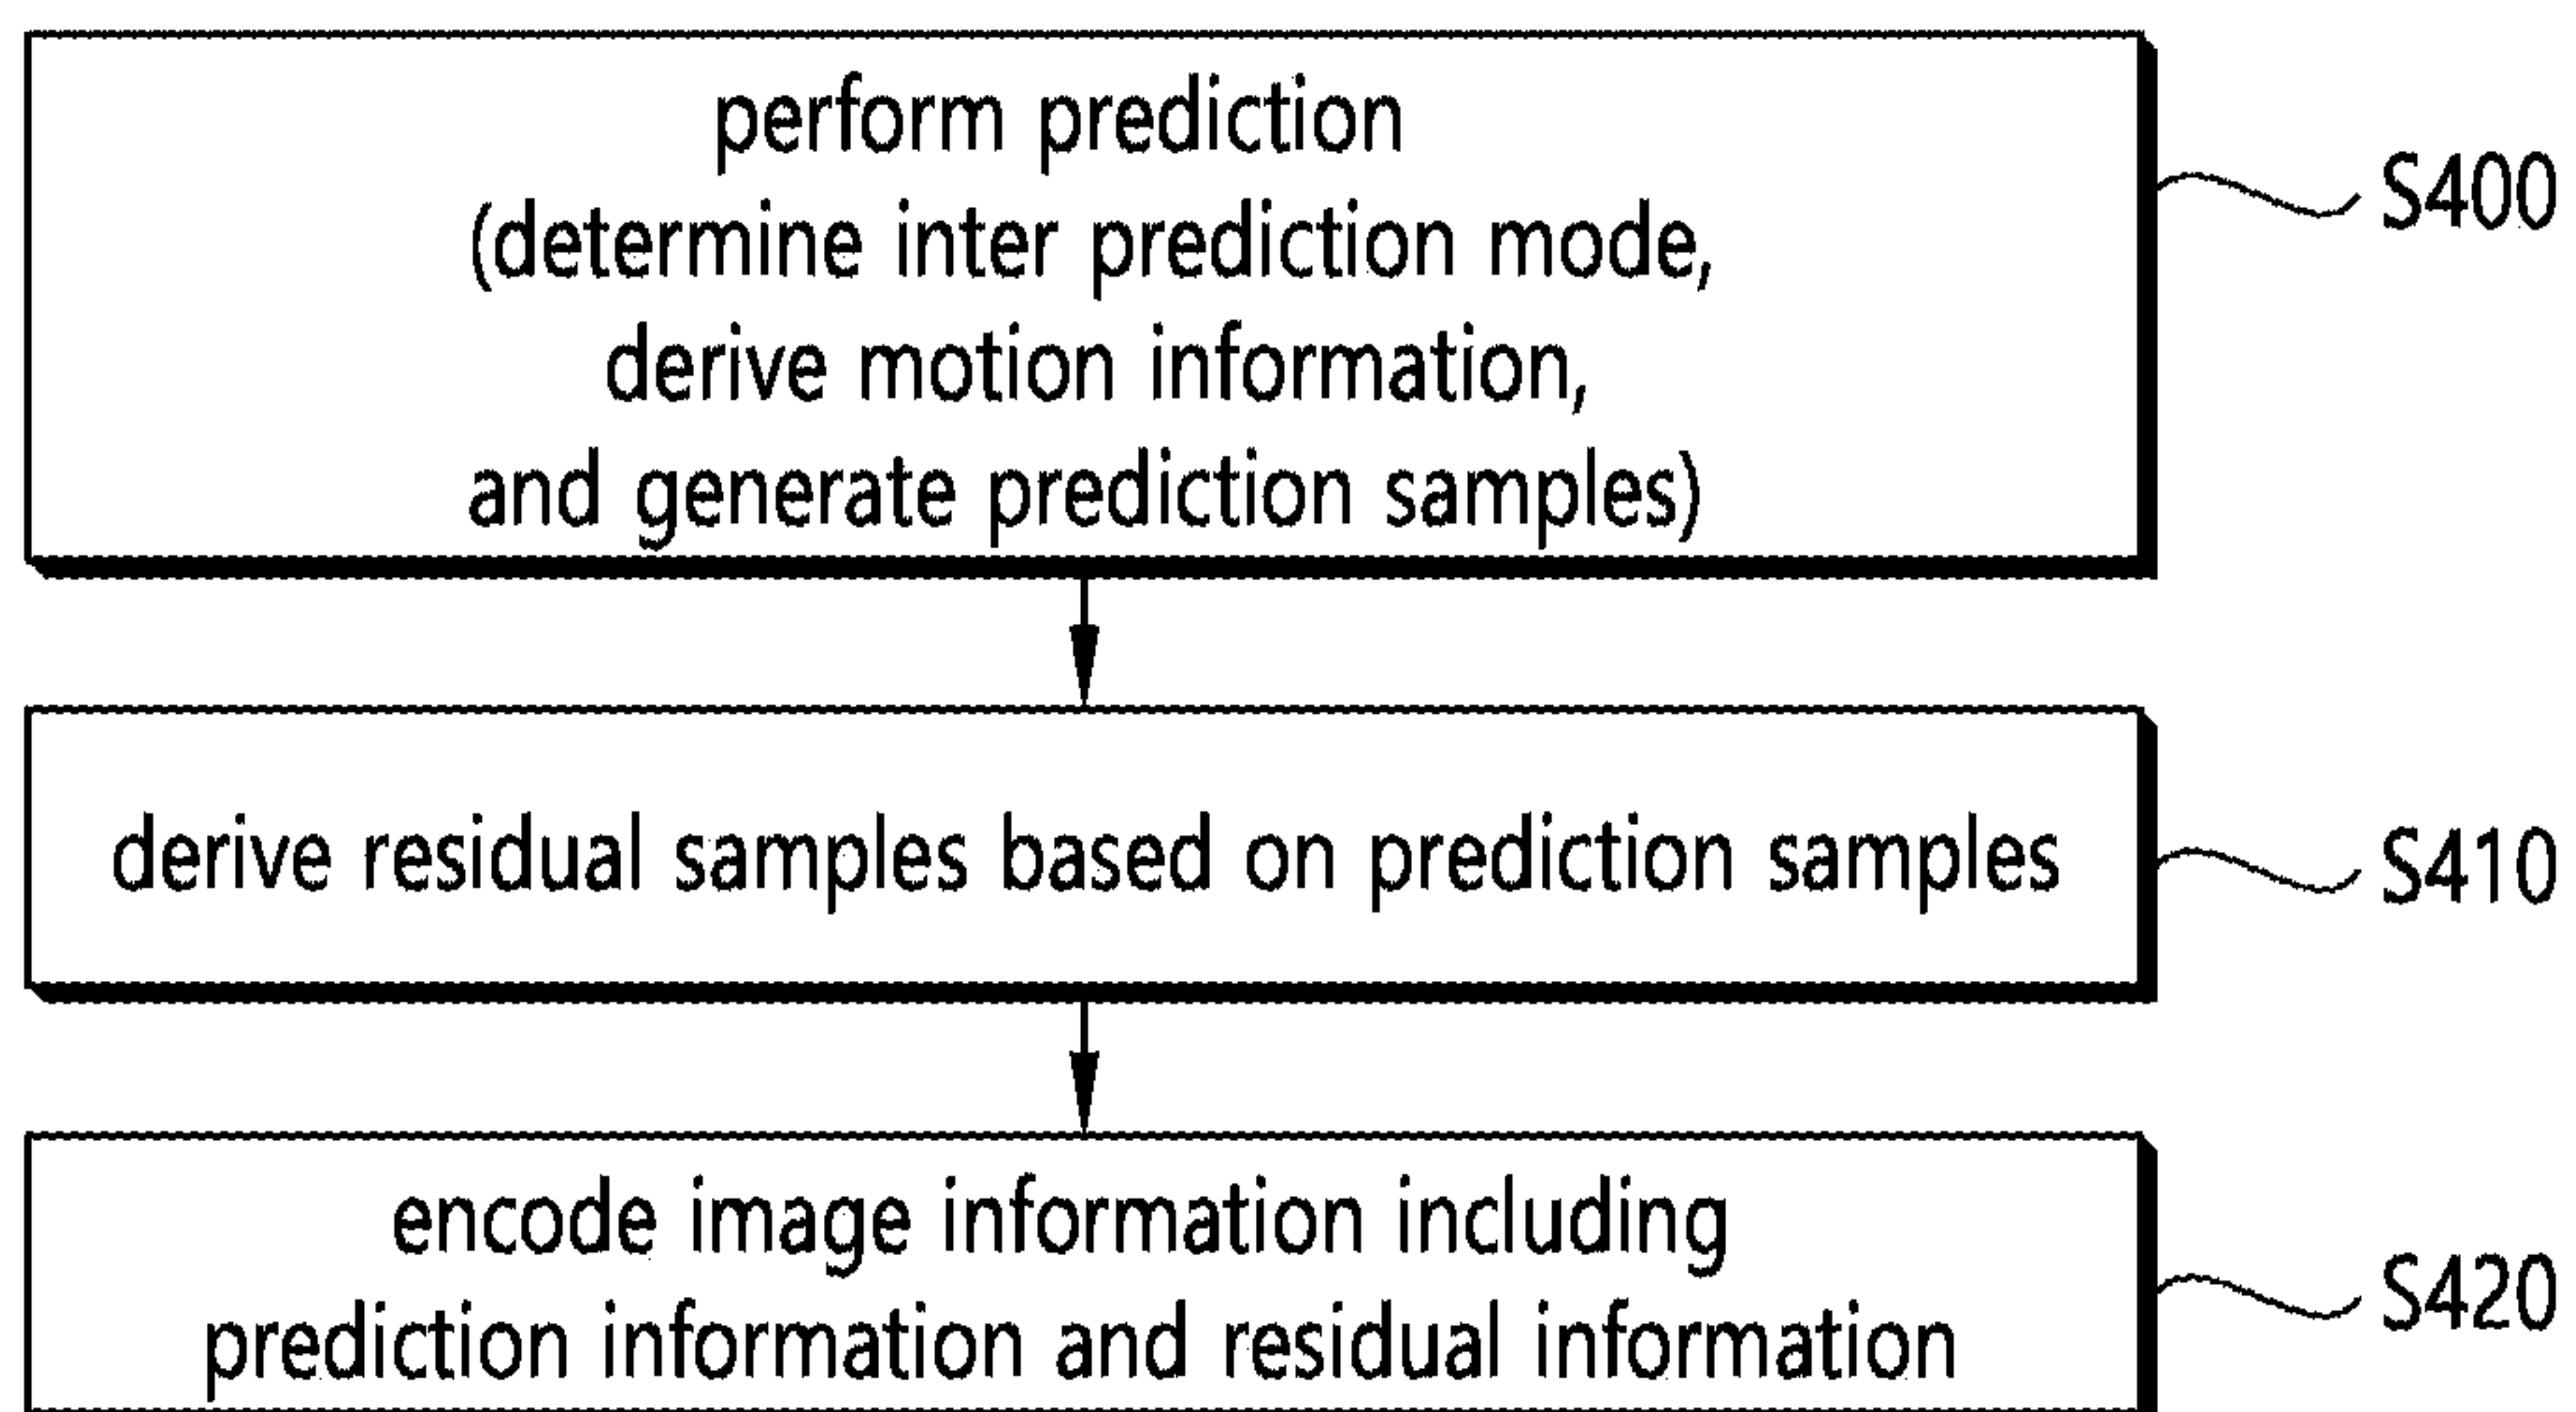 perform prediction
(determine inter prediction mode,
derive motion information,
and generate prediction samples)
S400
derive residual samples based on prediction samples
S410
encode image information including
prediction information and residual information
S420